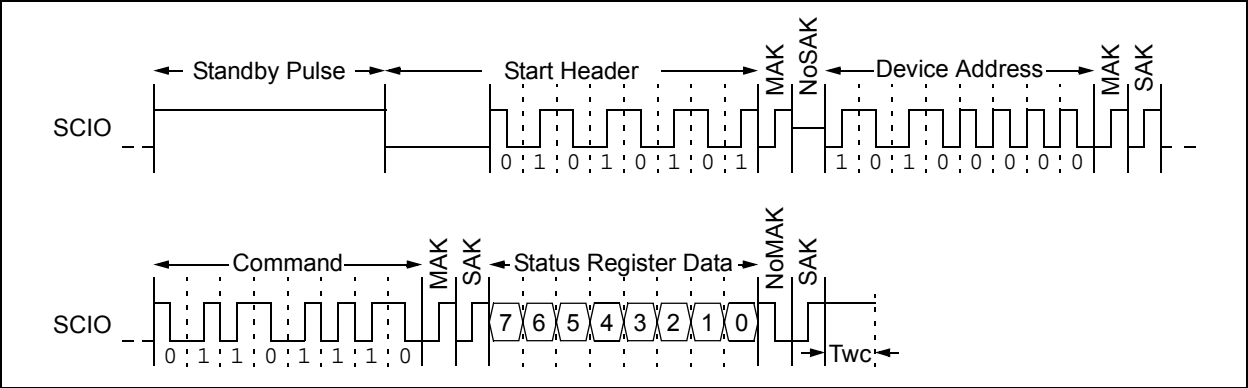 Standby Pulse Start Header MAK NoSAK Device Address MAK SAK
SCIO
0 1 0 1 0 1 0 1 1 0 1 0 0 0 0 0
Command MAK SAK Status Register Data NoMAK SAK
SCIO 7 6 5 4 3 2 1 0
0 1 1 0 1 1 1 0 Twc